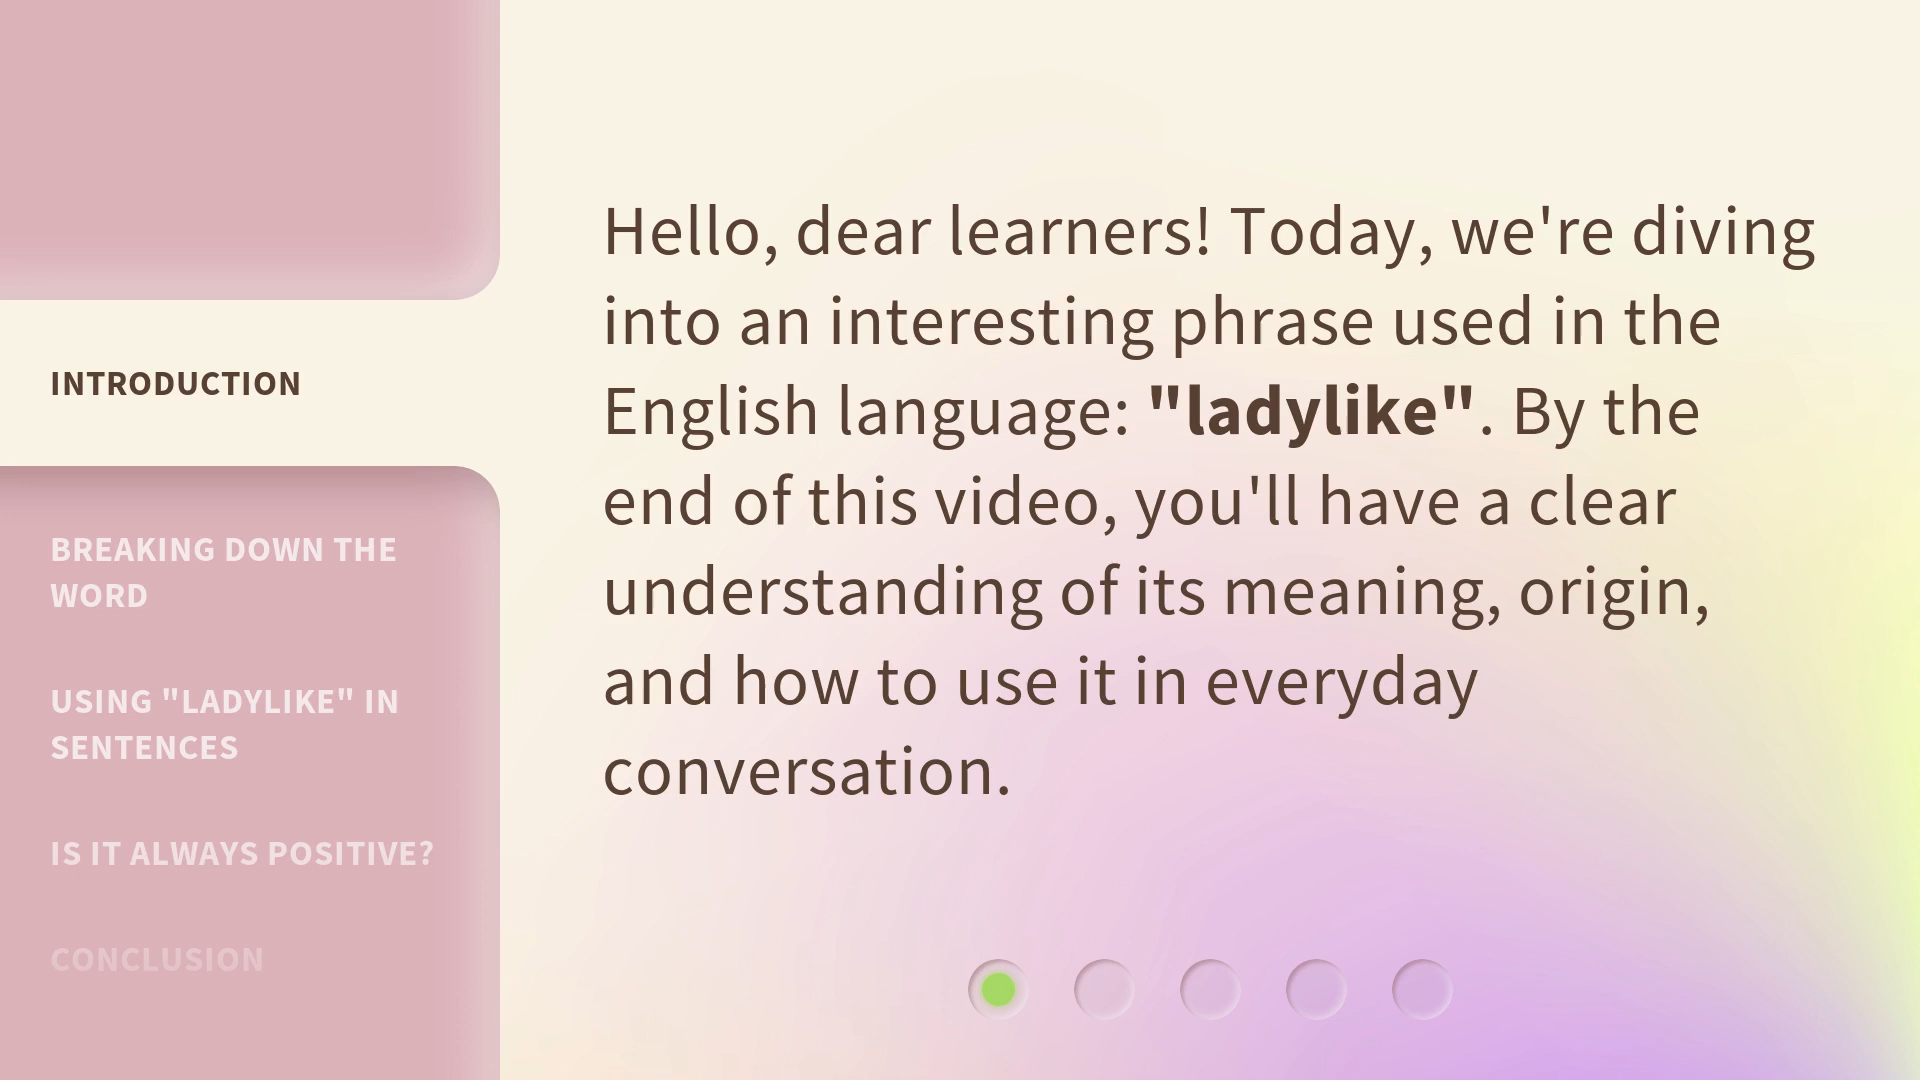 INTRODUCTION
BREAKING DOWN THE
WORD
USING "LADYLIKE" IN
SENTENCES
IS IT ALWAYS POSITIVE?
CONCLUSION
Hello, dear learners! Today, we're diving
into an interesting phrase used in the
English language: "ladylike". By the
end of this video, you'll have a clear
understanding of its meaning, origin,
and how to use it in everyday
conversation.